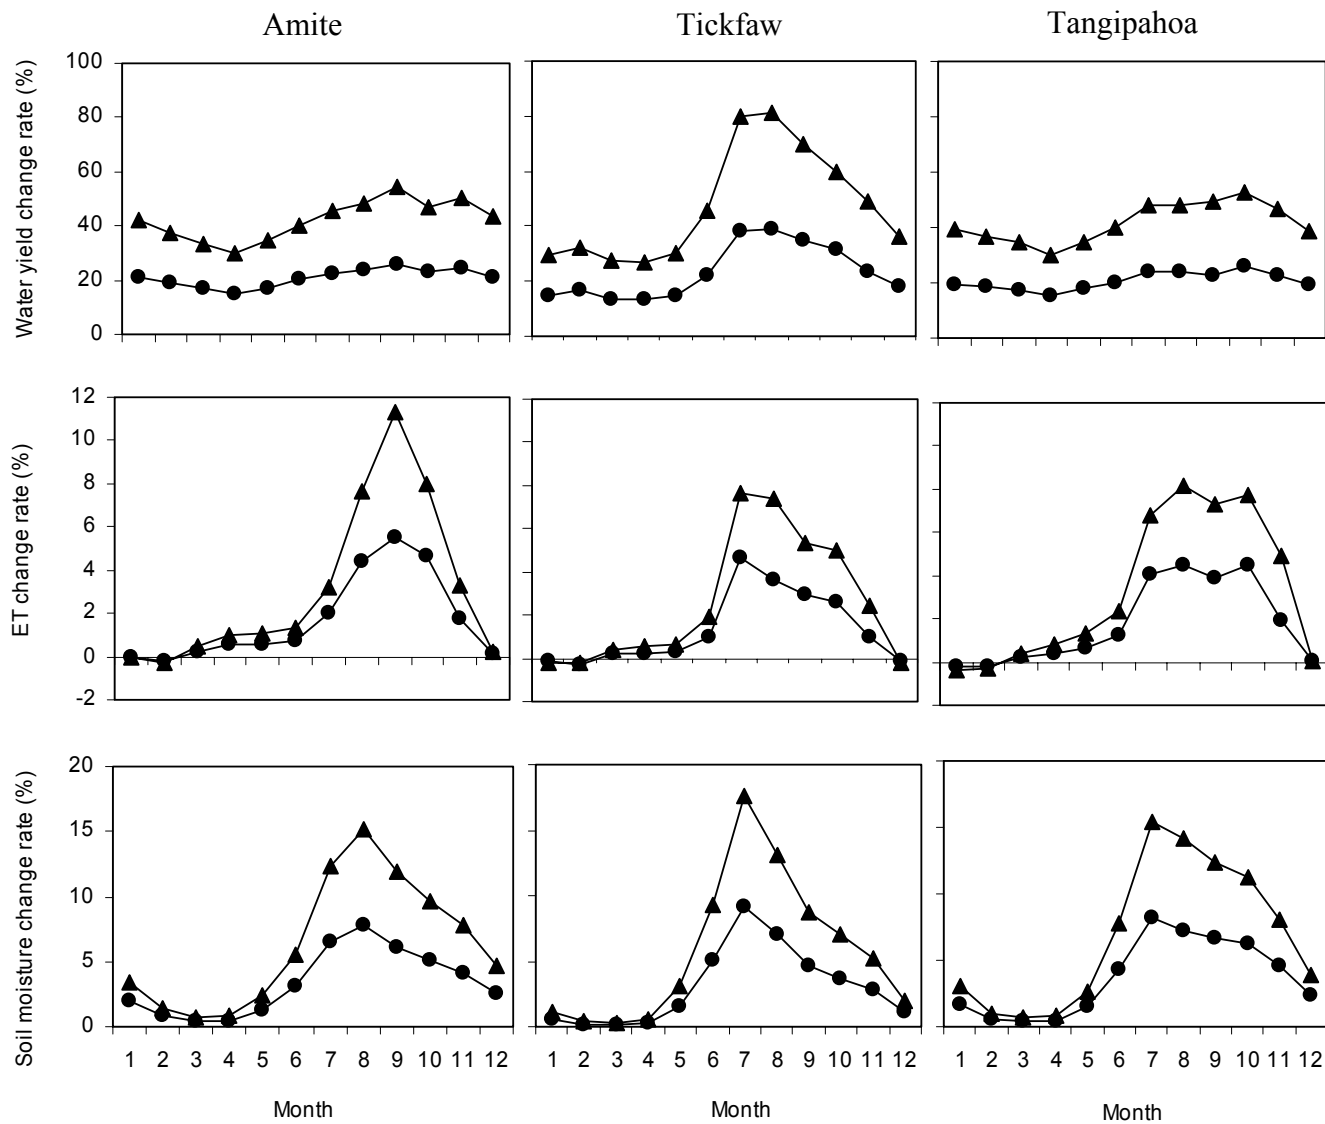 Amite Tickfaw Tangipahoa
Water yield change rate (%)
100
80
60
40
20
0
ET change rate (%)
12
10
8
6
4
2
0
-2
Soil moisture change rate (%)
20
15
10
5
0
1 2 3 4 5 6 7 8 9 10 11 12
1 2 3 4 5 6 7 8 9 10 11 12
1 2 3 4 5 6 7 8 9 10 11 12
Month Month Month